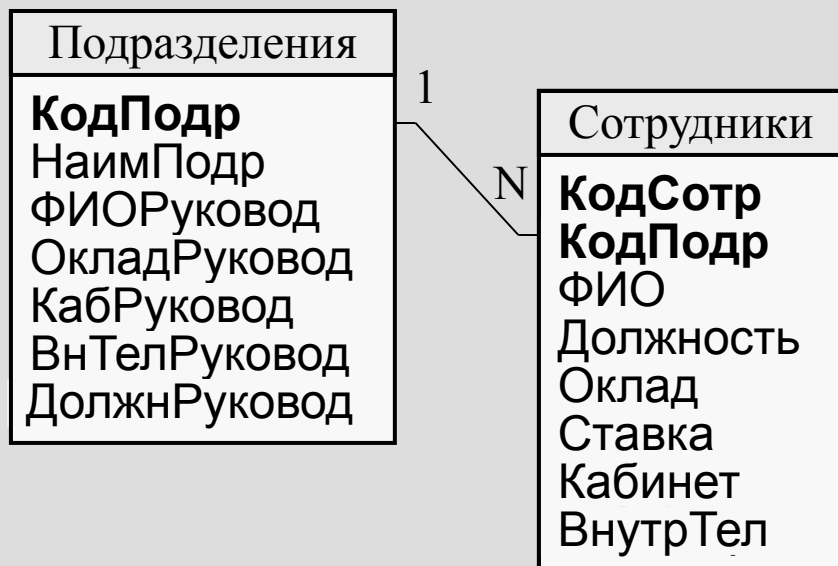 Подразделения
КодПодр
НаимПодр
ФИОРуковод
ОкладРуковод
КабРуковод
ВнТелРуковод
ДолжнРуковод
1
N
Сотрудники
КодСотр
КодПодр
ФИО
Должность
Оклад
Ставка
Кабинет
ВнутрТел